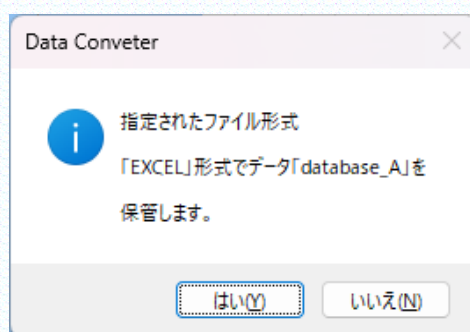 Data Conveter
指定されたファイル形式
「EXCEL」形式でデータ「database_A」を
保管します。
はい(Y)
いいえ(N)